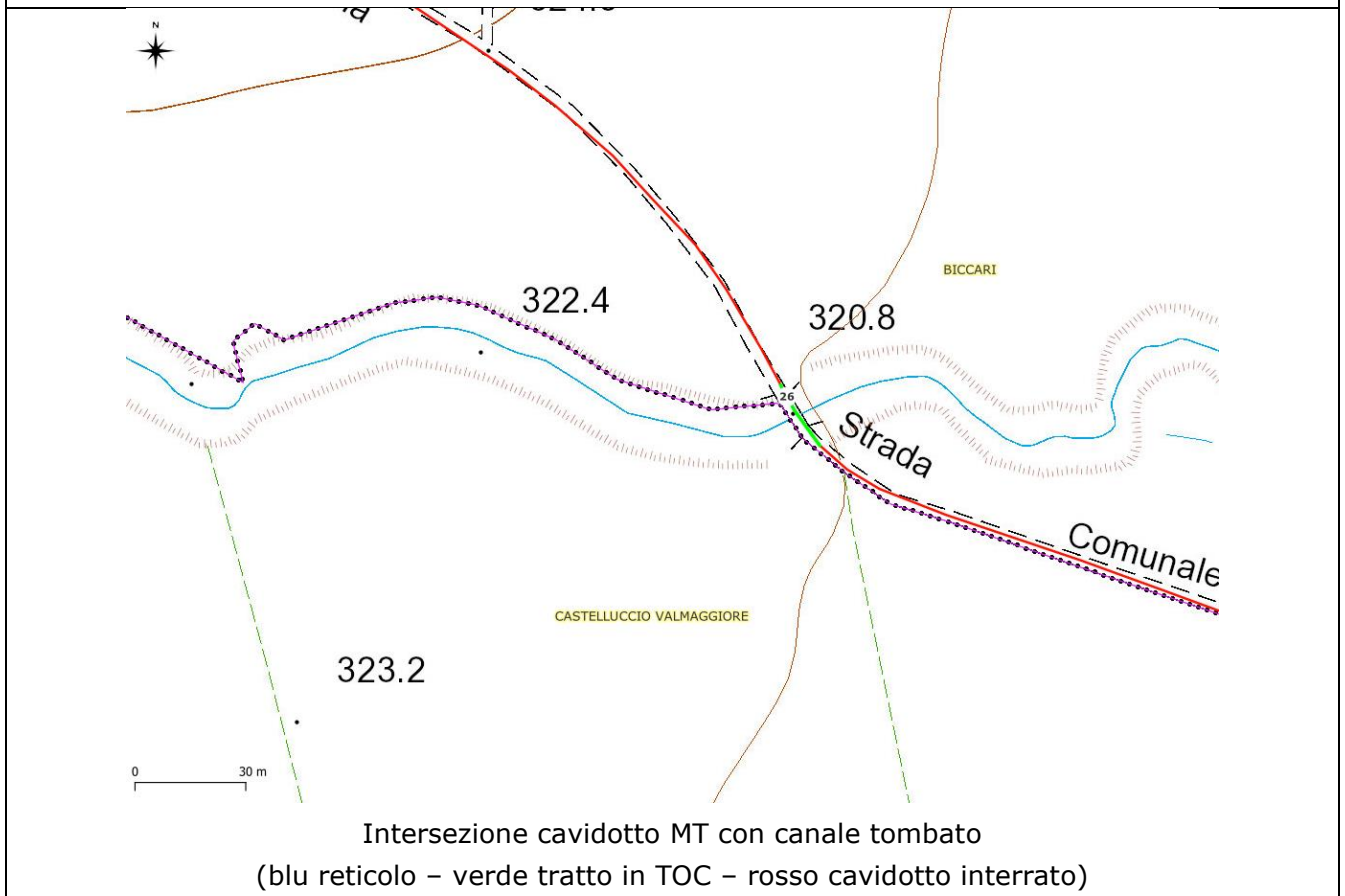 N
322.4
320.8
BICCARI
26
Strada
Comunale
CASTELLUCCIO VALMAGGIORE
323.2
0 30 m
Intersezione cavidotto MT con canale tombato
(blu reticolo – verde tratto in TOC – rosso cavidotto interrato)